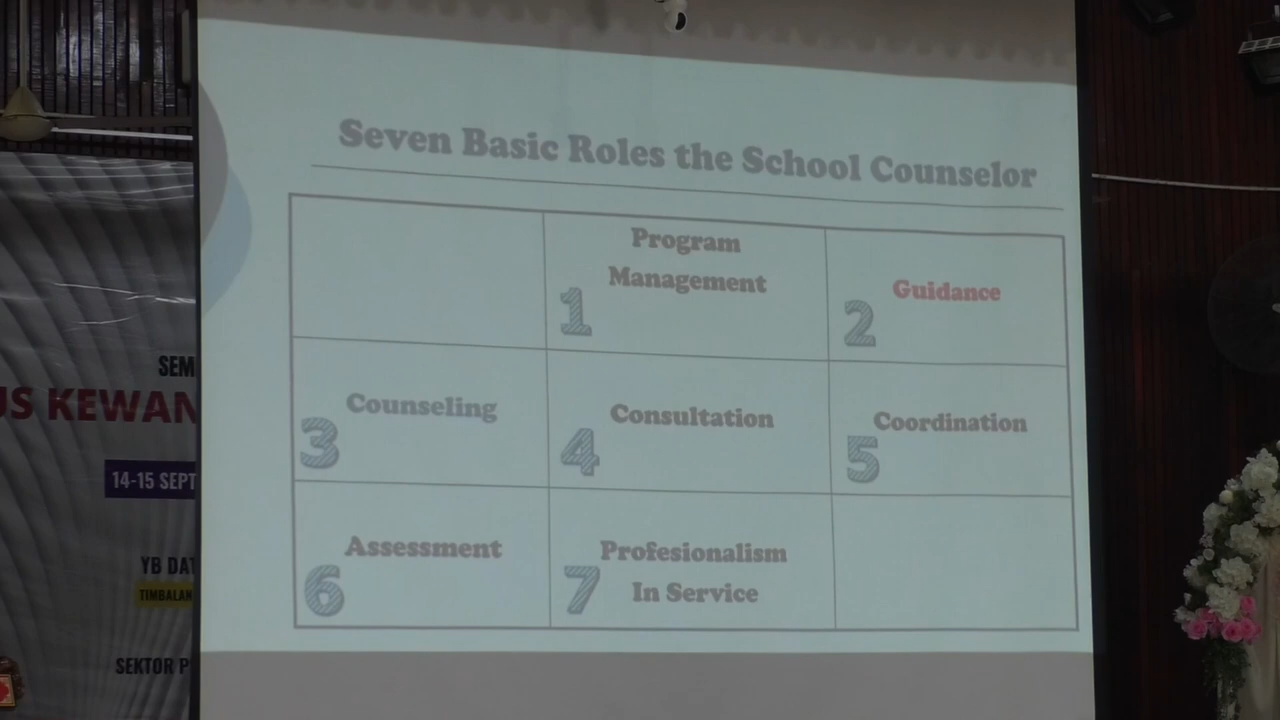 Seven Basic Roles the School Counselor
Program
Management
1
Guidance
2
Counseling
3
Consultation
4
Coordination
5
Assessment
6
Profesionalism
In Service
7
SEM
US KEWAN
14-15 SEPT
YB DAT
TIMBALAN
SEKTOR P